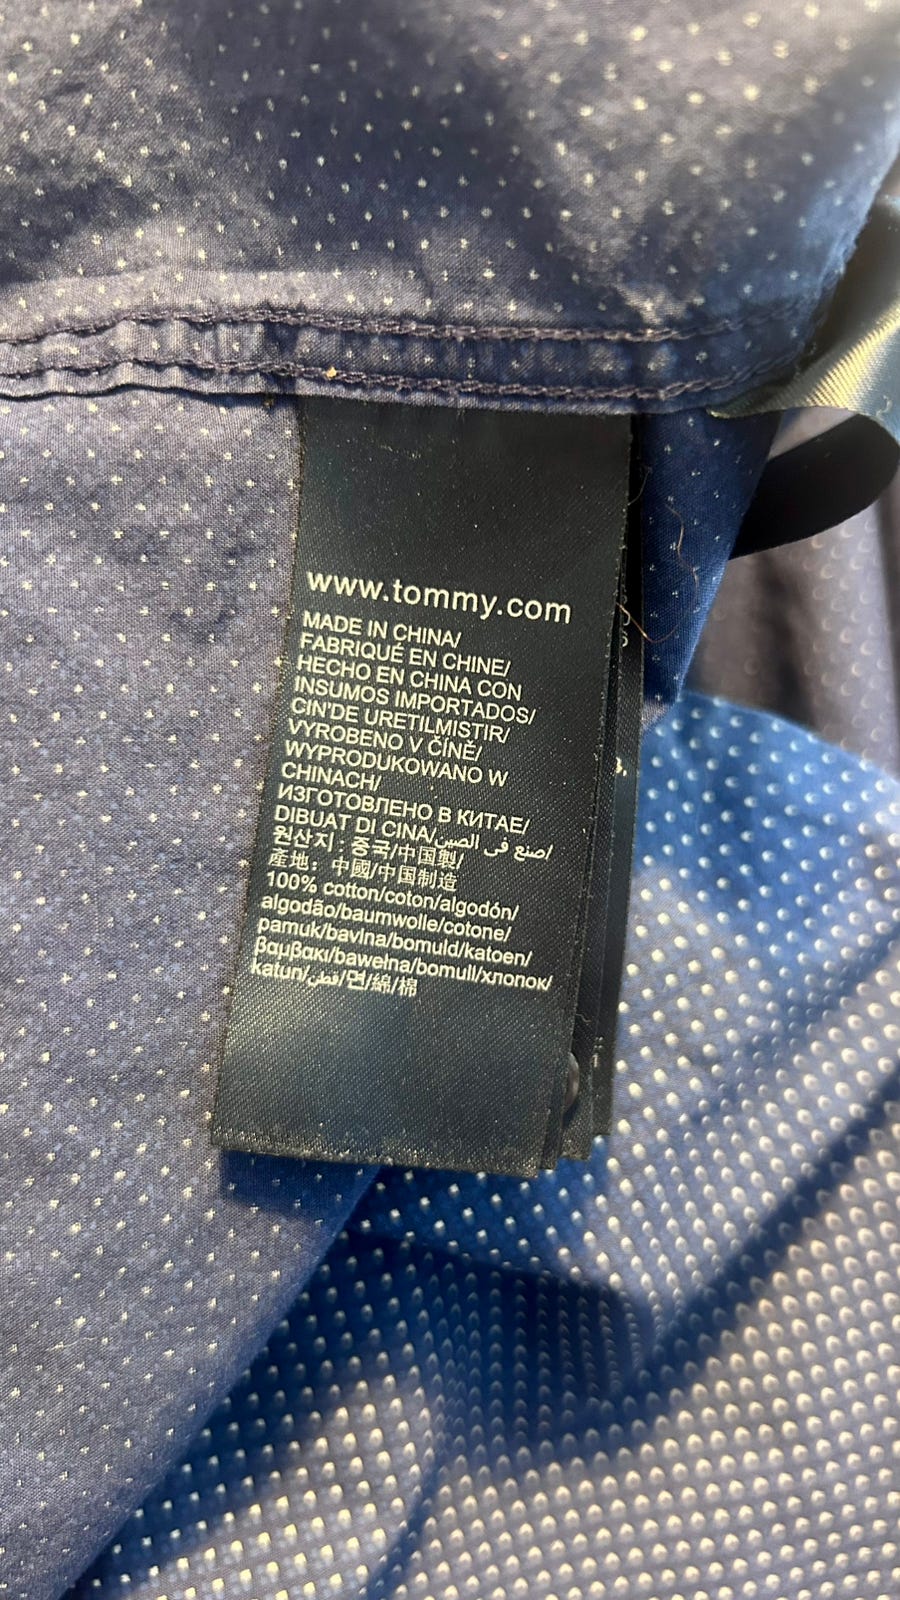 www.tommy.com
MADE IN CHINA/
FABRIQUÉ EN CHINE/
HECHO EN CHINA CON
INSUMOS IMPORTADOS/
CIN'DE URETILMISTIR/
VYROBENO V ČÍNĚ/
WYPRODUKOWANO W
CHINACH/
ИЗГОТОВЛЕНО В КИТАЕ/
DIBUAT DI CINA/صنع في الصين/
원산지 : 중국/中国製/
產地：中國/中国制造
100% cotton/coton/algodón/
algodão/baumwolle/cotone/
pamuk/bavlna/bomuld/katoen/
βαμβακι/bawełna/bomull/хлопок/
katun/قطن/면/綿/棉